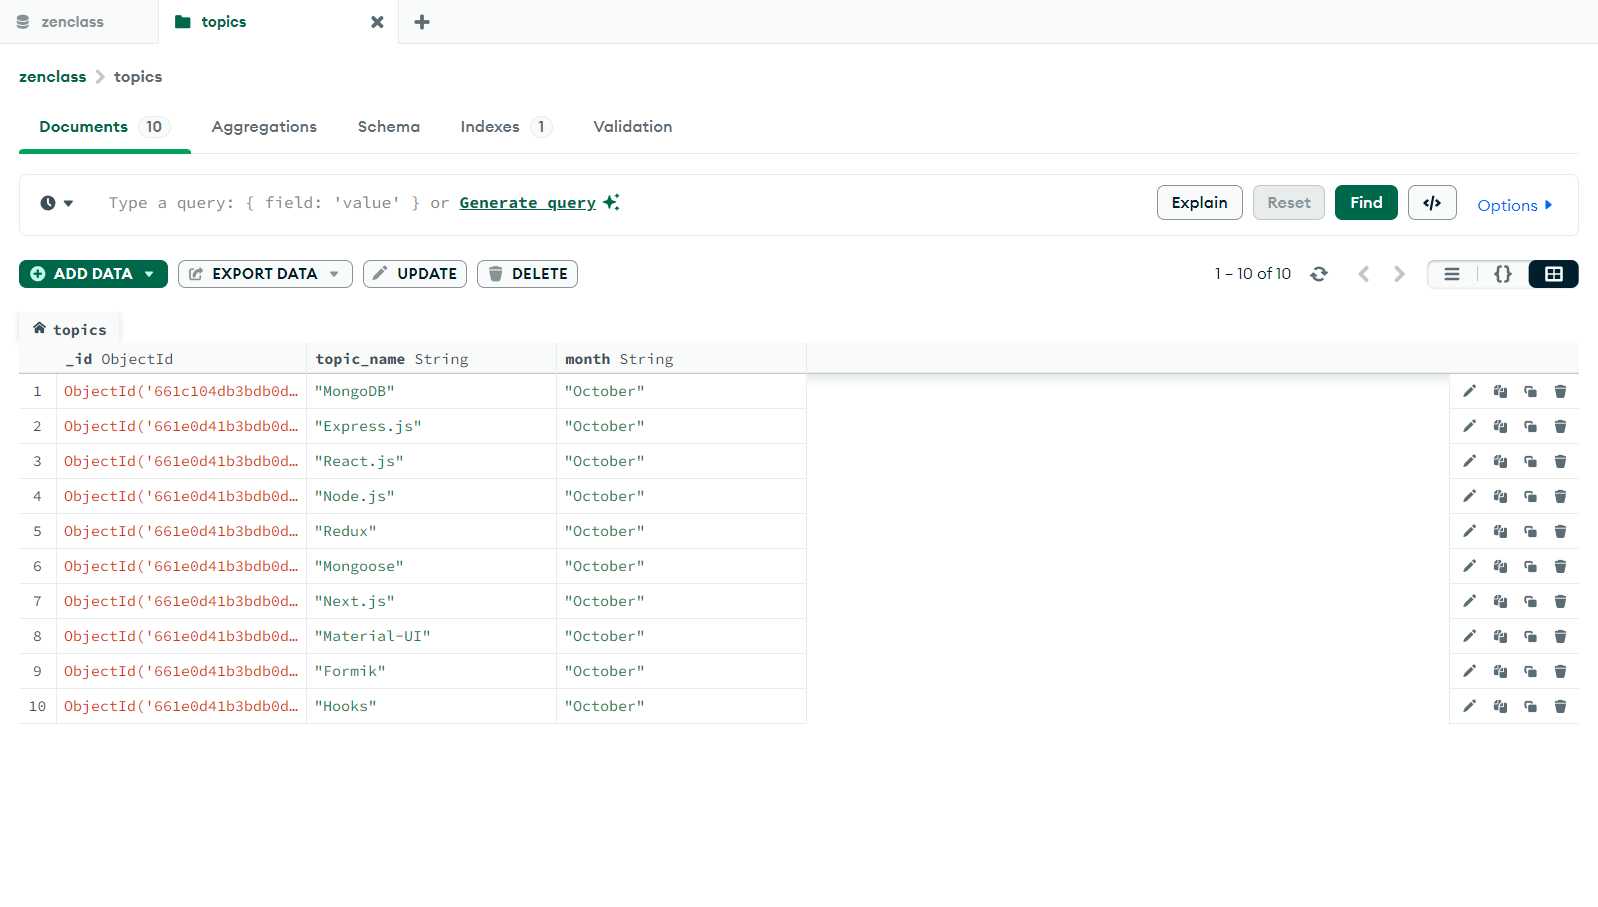 zenclass topics
zenclass topics
Documents 10 Aggregations Schema Indexes 1 Validation
Type a query: { field: 'value' } or Generate query Explain Reset Find </> Options
ADD DATA EXPORT DATA UPDATE DELETE 1 – 10 of 10 {}
topics
_id ObjectId topic_name String month String
1 ObjectId('661c104db3bdb0d… "MongoDB" "October"
2 ObjectId('661e0d41b3bdb0d… "Express.js" "October"
3 ObjectId('661e0d41b3bdb0d… "React.js" "October"
4 ObjectId('661e0d41b3bdb0d… "Node.js" "October"
5 ObjectId('661e0d41b3bdb0d… "Redux" "October"
6 ObjectId('661e0d41b3bdb0d… "Mongoose" "October"
7 ObjectId('661e0d41b3bdb0d… "Next.js" "October"
8 ObjectId('661e0d41b3bdb0d… "Material-UI" "October"
9 ObjectId('661e0d41b3bdb0d… "Formik" "October"
10 ObjectId('661e0d41b3bdb0d… "Hooks" "October"